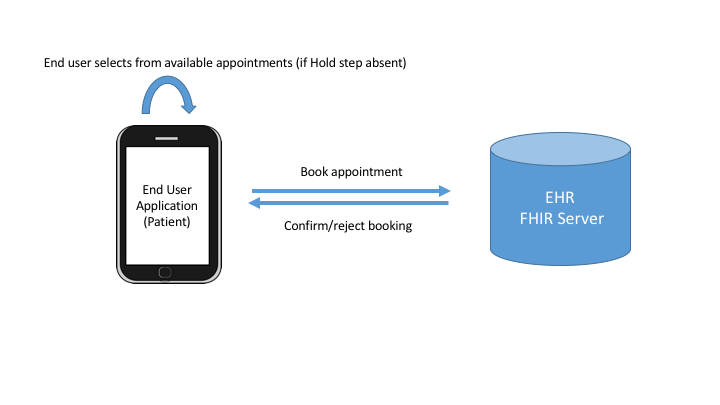 End user selects from available appointments (if Hold step absent)
End User
Application
(Patient)
Book appointment
Confirm/reject booking
EHR
FHIR Server